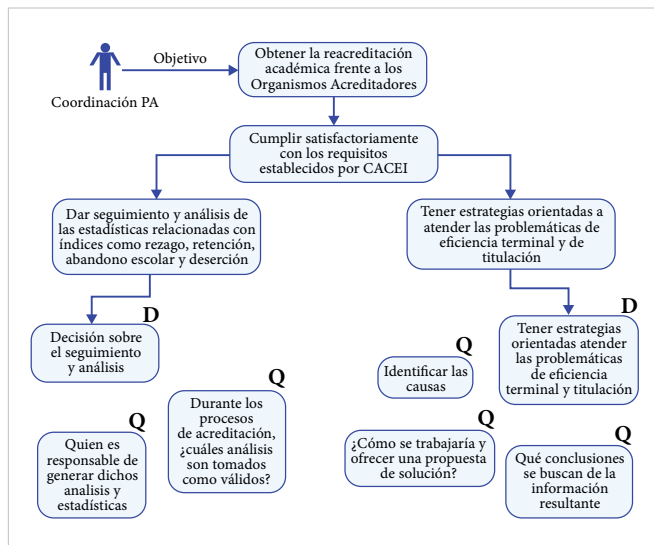 Objetivo
Coordinación PA
Obtener la reacreditación
académica frente a los
Organismos Acreditadores
Cumplir satisfactoriamente
con los requisitos
establecidos por CACEI
Dar seguimiento y análisis de
las estadísticas relacionadas con
índices como rezago, retención,
abandono escolar y deserción
Tener estrategias orientadas a
atender las problemáticas de
eficiencia terminal y de
titulación
D
Decisión sobre
el seguimiento
y análisis
D
Tener estrategias
orientadas atender
las problemáticas
de eficiencia
terminal y titulación
Q
Identificar las
causas
Q
Durante los
procesos
de acreditación,
¿cuáles análisis
son tomados
como válidos?
Q
Quien es
responsable de
generar dichos
analisis y
estadísticas
Q
¿Cómo se trabajaría y
ofrecer una propuesta
de solución?
Q
Qué conclusiones
se buscan de la
información
resultante